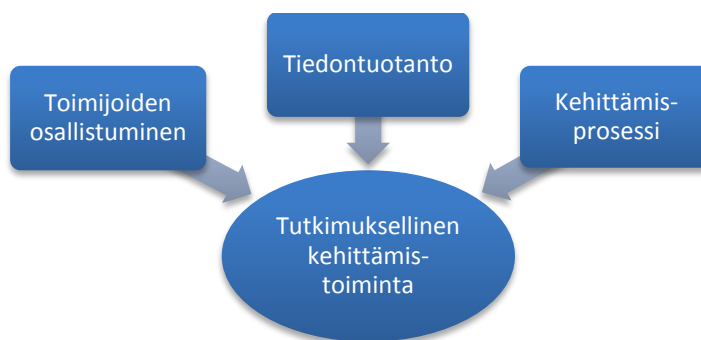 Toimijoiden
osallistuminen
Tiedontuotanto
Kehittämis-
prosessi
Tutkimuksellinen
kehittämis-
toiminta